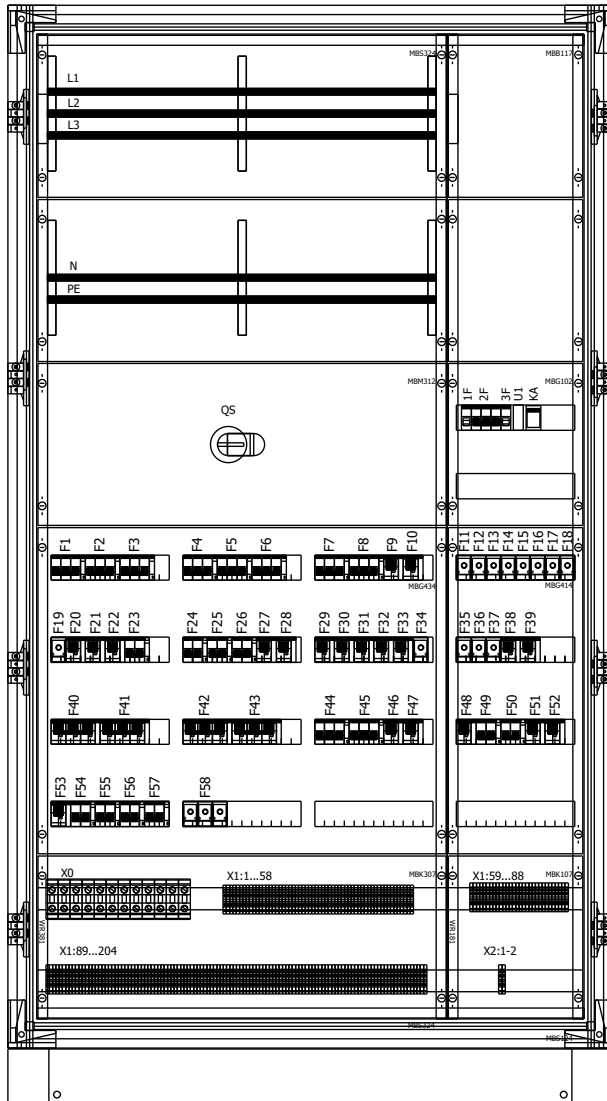 MBS324
MBB117
L1
L2
L3
N
PE
MBM312
MBG102
QS
1F 2F 3F U1 KA
F1 F2 F3 F4 F5 F6 F7 F8 F9 F10 F11 F12 F13 F14 F15 F16 F17 F18
MBG434
MBG414
F19 F20 F21 F22 F23 F24 F25 F26 F27 F28 F29 F30 F31 F32 F33 F34 F35 F36 F37 F38 F39
F40 F41 F42 F43 F44 F45 F46 F47 F48 F49 F50 F51 F52
F53 F54 F55 F56 F57 F58
X0
X1:1...58
MBK307
X1:59...88
MBK107
WR381
WR181
X1:89...204
X2:1-2
MBS324
MBS124